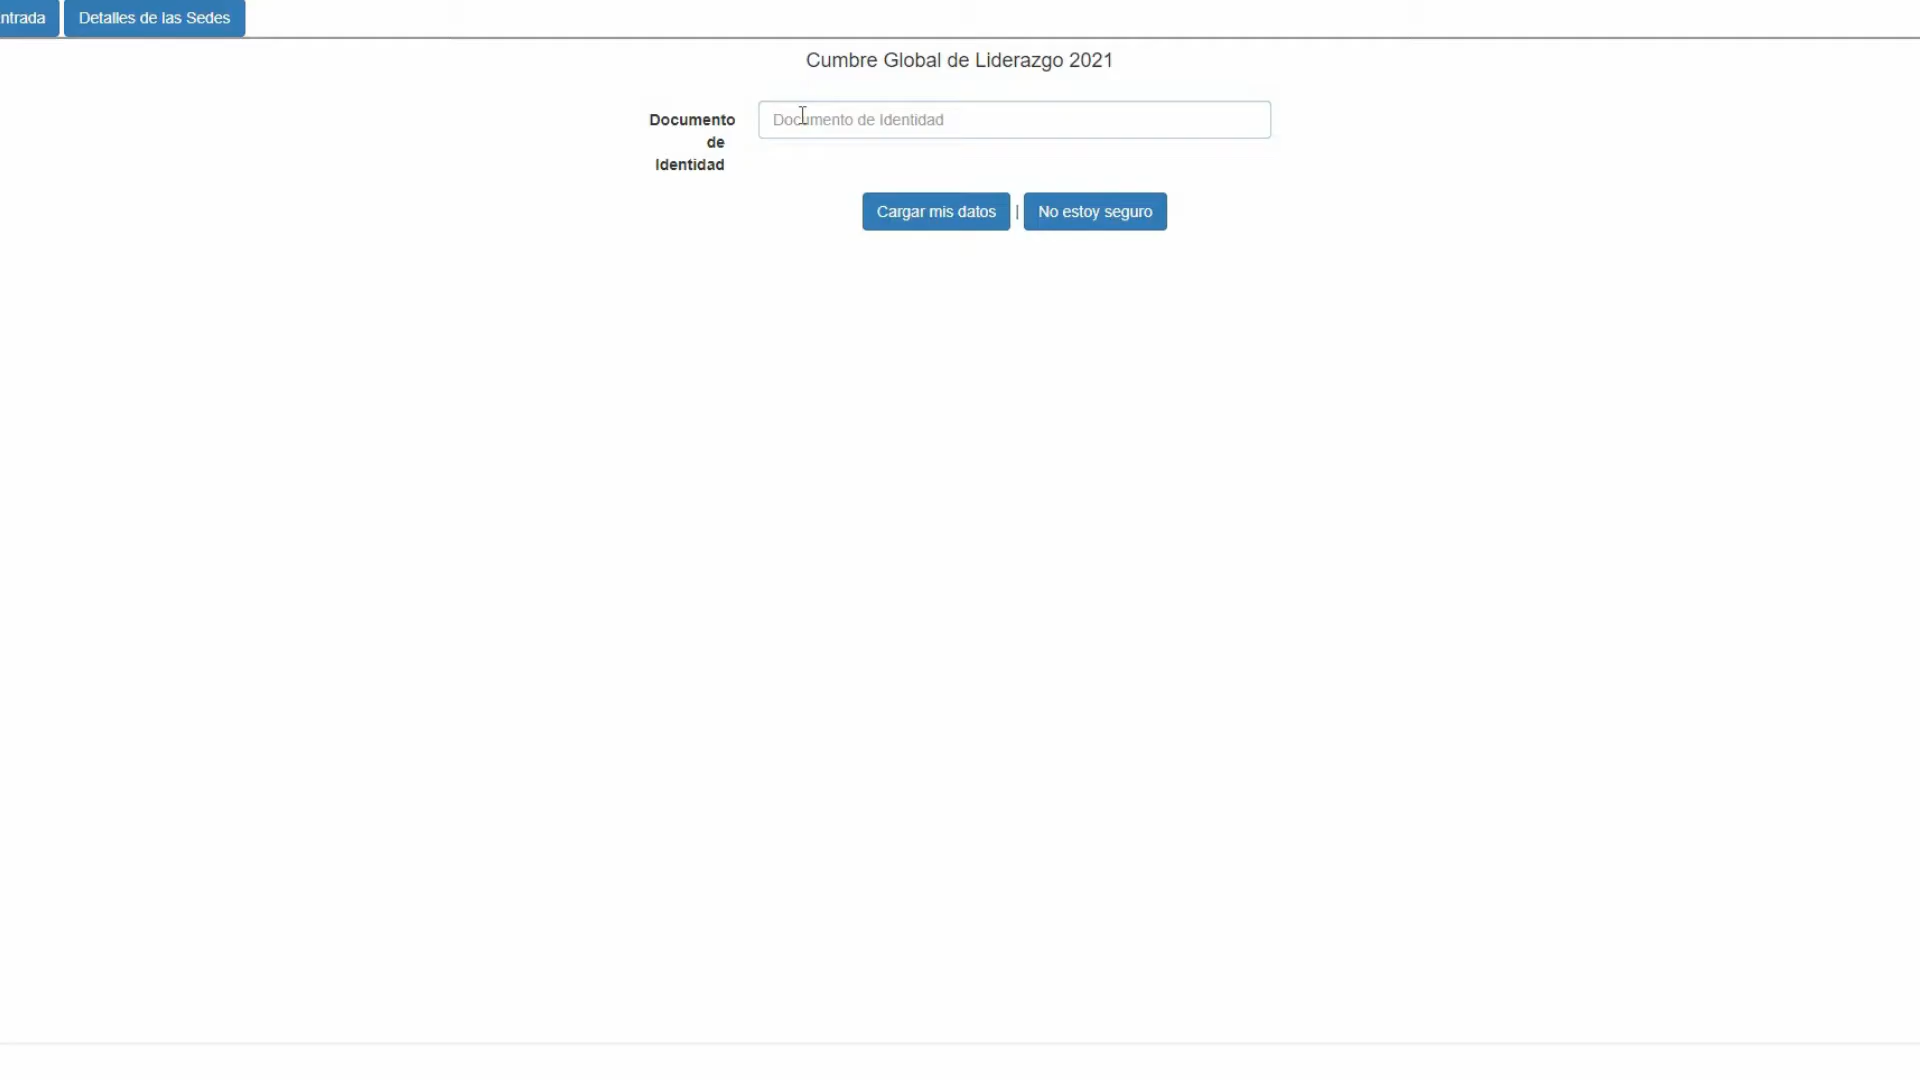 ntrada Detalles de las Sedes
Cumbre Global de Liderazgo 2021
Documento
de
Identidad
Documento de Identidad
Cargar mis datos | No estoy seguro